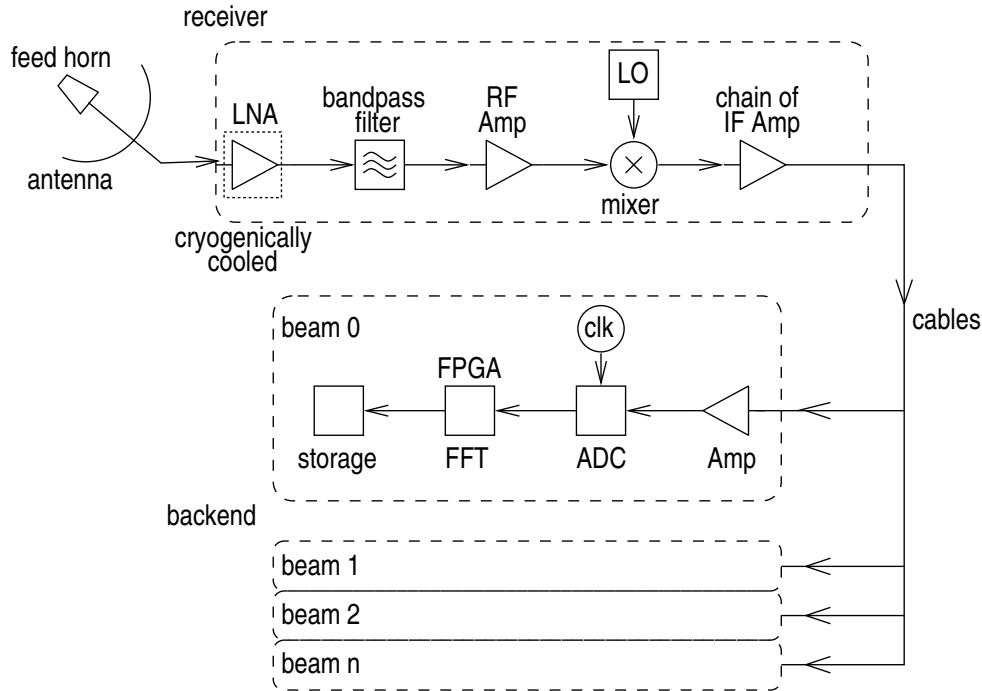 receiver
feed horn
antenna
LNA
cryogenically
cooled
bandpass
filter
RF
Amp
LO
mixer
chain of
IF Amp
cables
beam 0
clk
FPGA
storage
FFT
ADC
Amp
backend
beam 1
beam 2
beam n